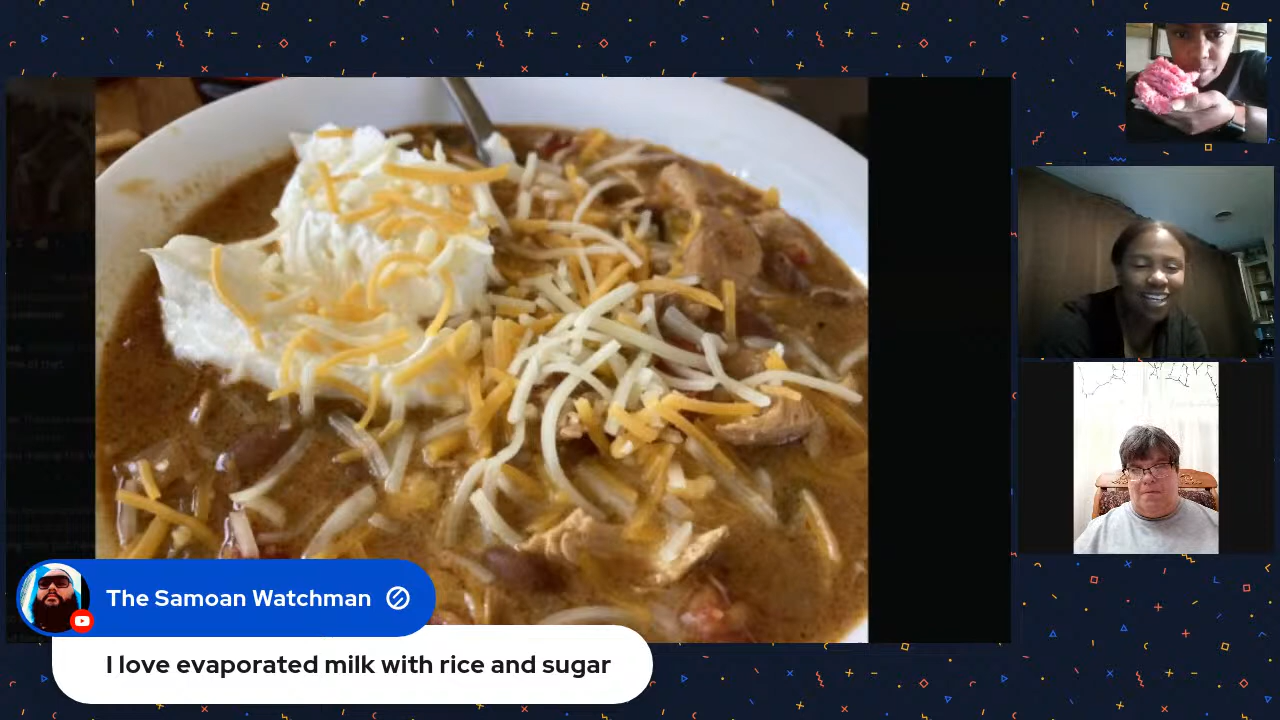 The Samoan Watchman
I love evaporated milk with rice and sugar